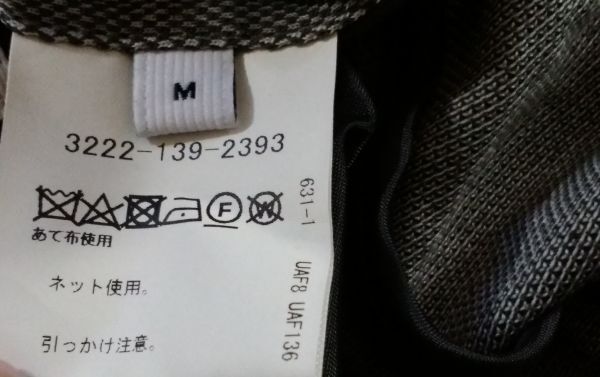 M
3222-139-2393
F W
あて布使用
ネット使用。
引っかけ注意。
631-1
UAF8 UAF136